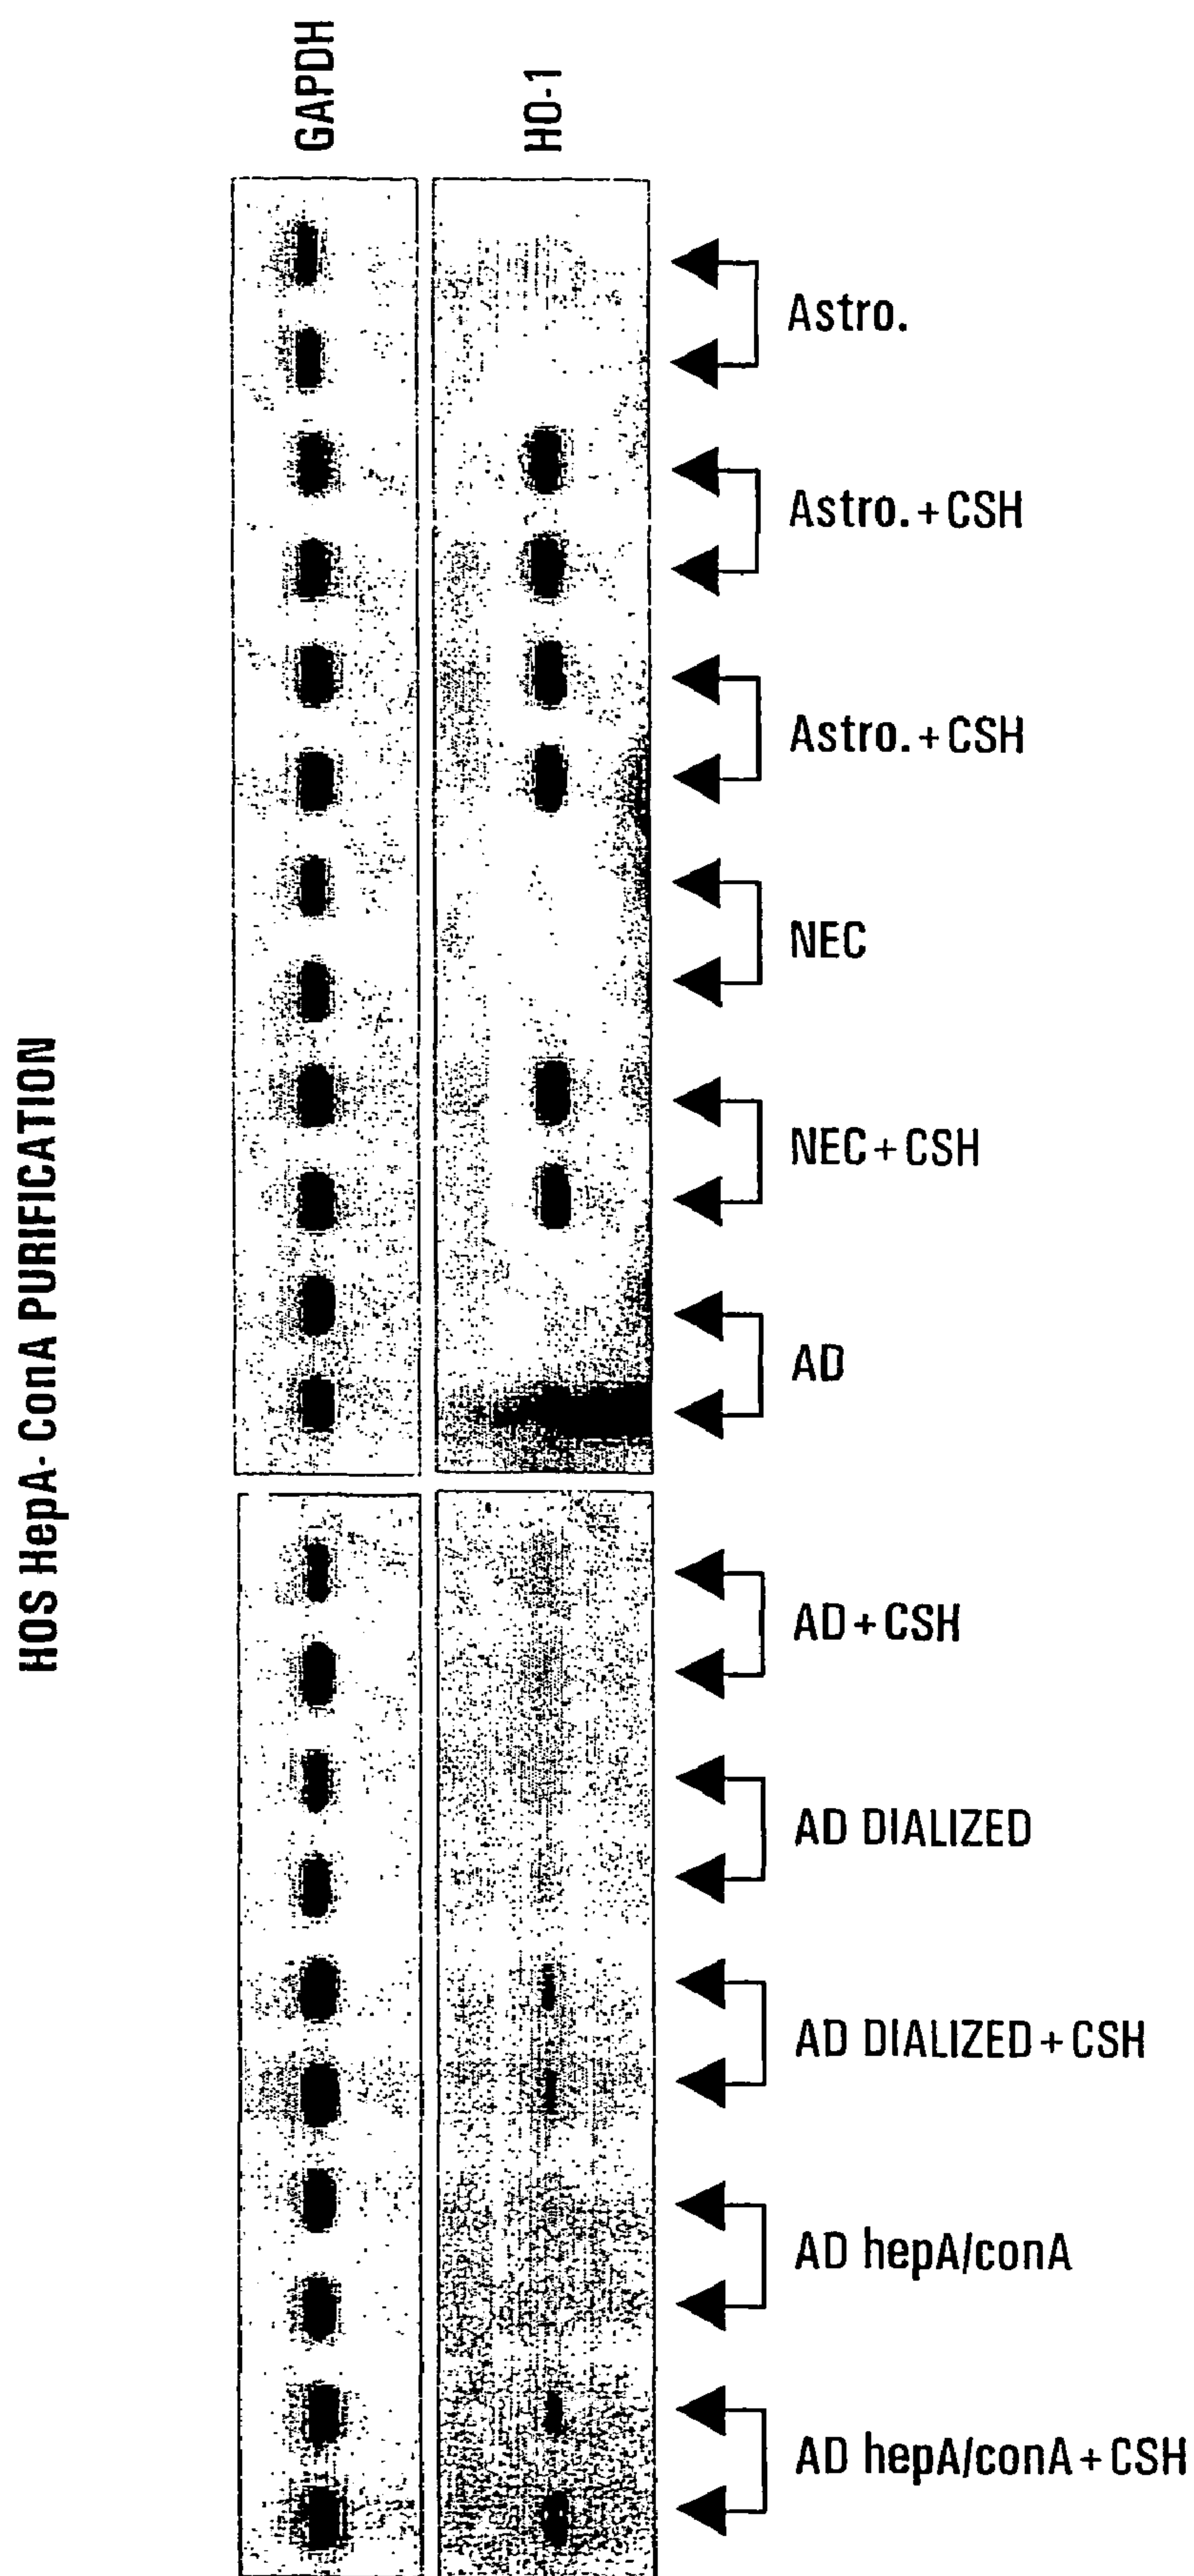 HOS HepA- ConA PURIFICATION
GAPDH
HO-1
Astro.
Astro. + CSH
Astro. + CSH
NEC
NEC + CSH
AD
AD + CSH
AD DIALIZED
AD DIALIZED + CSH
AD hepA/conA
AD hepA/conA + CSH